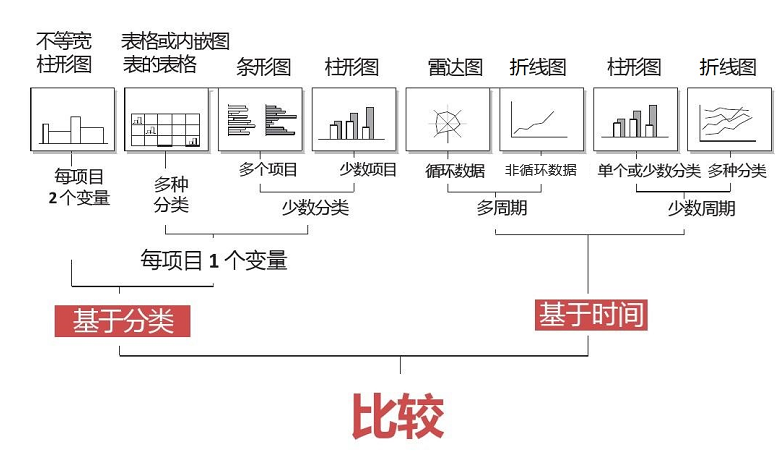 不等宽
柱形图
表格或内嵌图
表的表格
条形图
柱形图
雷达图
折线图
柱形图
折线图
每项目
2个变量
多种
分类
多个项目
少数项目
循环数据
非循环数据
单个或少数分类
多种分类
少数分类
多周期
少数周期
每项目1个变量
基于分类
基于时间
比较